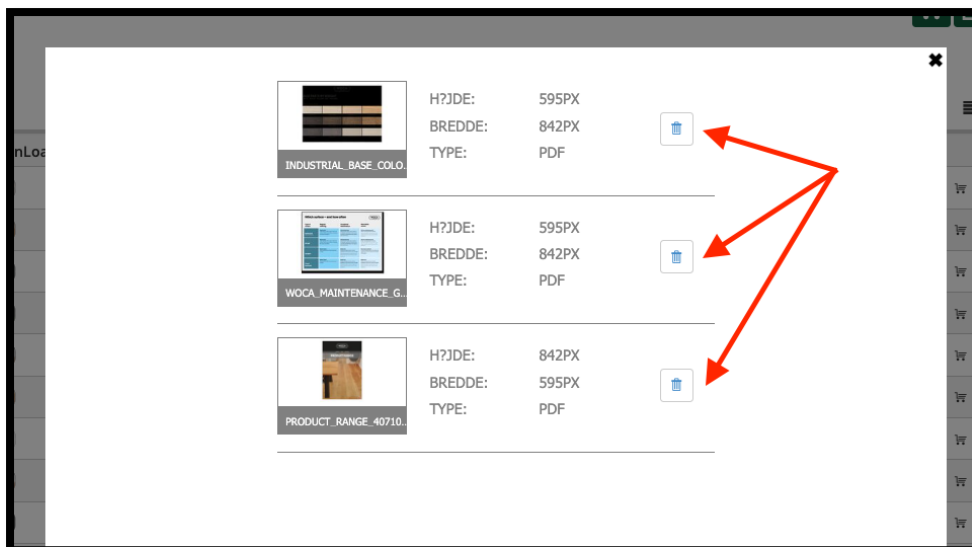 nLoa
H?JDE: 595PX
BREDDE: 842PX
TYPE: PDF
INDUSTRIAL_BASE_COLO.
H?JDE: 595PX
BREDDE: 842PX
TYPE: PDF
WOCA_MAINTENANCE_G..
H?JDE: 842PX
BREDDE: 595PX
TYPE: PDF
PRODUCT_RANGE_40710..